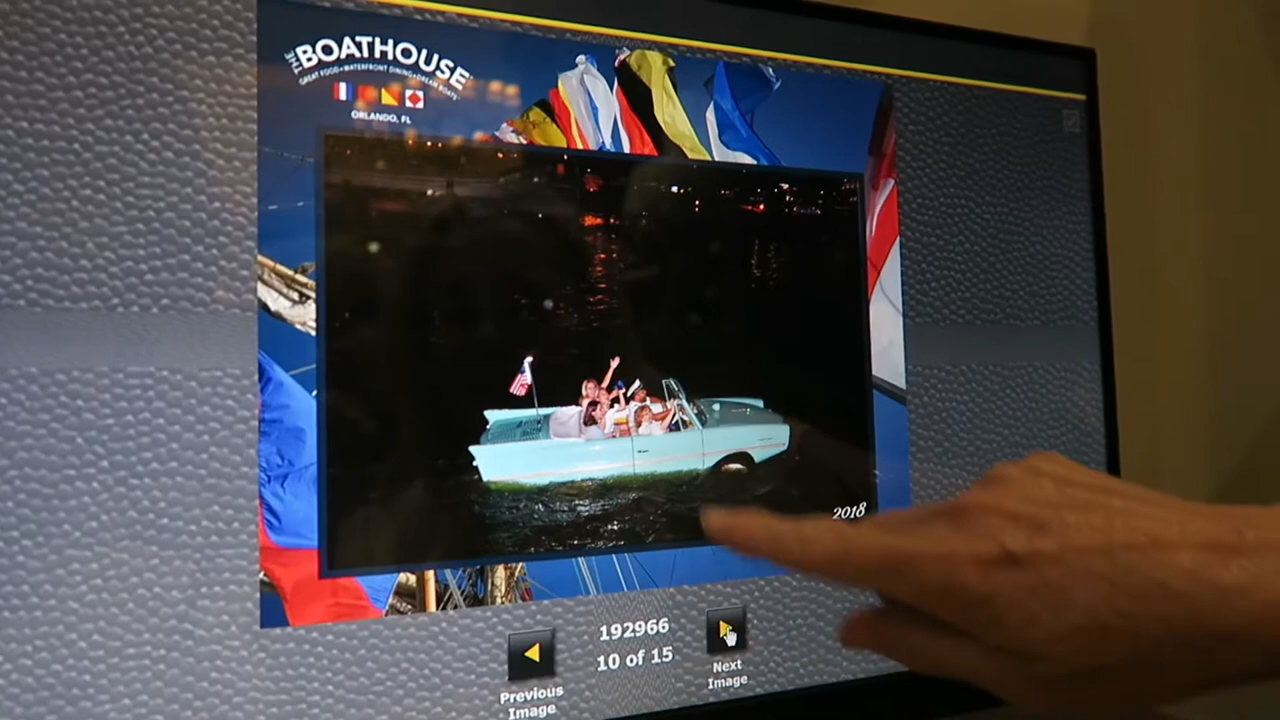 THE BOATHOUSE
GREAT FOOD • WATERFRONT DINING • DREAM BOATS
ORLANDO, FL
2018
192966
10 of 15
Previous
Image
Next
Image